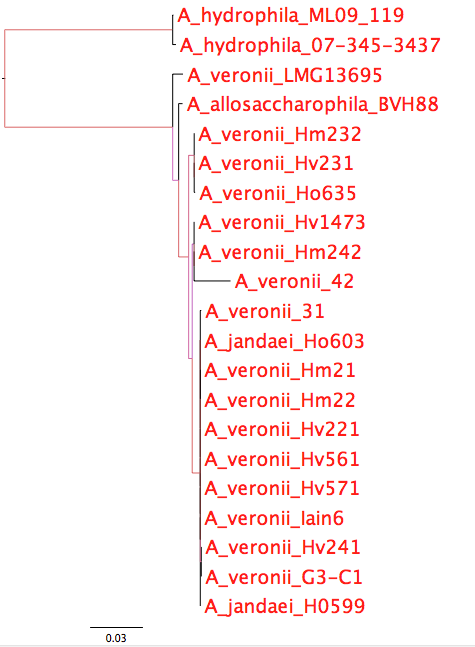 A_hydrophila_ML09_119
A_hydrophila_07-345-3437
A_veronii_LMG13695
A_allosaccharophila_BVH88
A_veronii_Hm232
A_veronii_Hv231
A_veronii_Ho635
A_veronii_Hv1473
A_veronii_Hm242
A_veronii_42
A_veronii_31
A_jandaei_Ho603
A_veronii_Hm21
A_veronii_Hm22
A_veronii_Hv221
A_veronii_Hv561
A_veronii_Hv571
A_veronii_lain6
A_veronii_Hv241
A_veronii_G3-C1
A_jandaei_H0599
0.03